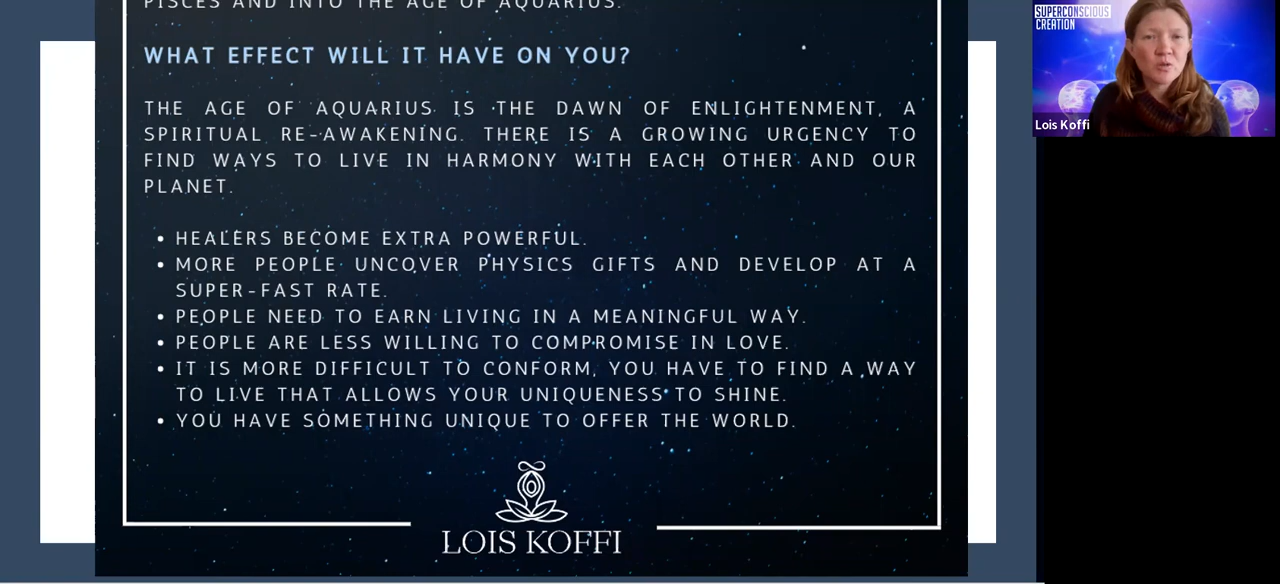 PISCES AND INTO THE AGE OF AQUARIUS.
WHAT EFFECT WILL IT HAVE ON YOU?
THE AGE OF AQUARIUS IS THE DAWN OF ENLIGHTENMENT, A
SPIRITUAL RE-AWAKENING. THERE IS A GROWING URGENCY TO
FIND WAYS TO LIVE IN HARMONY WITH EACH OTHER AND OUR
PLANET.
• HEALERS BECOME EXTRA POWERFUL.
• MORE PEOPLE UNCOVER PHYSICS GIFTS AND DEVELOP AT A
SUPER-FAST RATE.
• PEOPLE NEED TO EARN LIVING IN A MEANINGFUL WAY.
• PEOPLE ARE LESS WILLING TO COMPROMISE IN LOVE.
• IT IS MORE DIFFICULT TO CONFORM, YOU HAVE TO FIND A WAY
TO LIVE THAT ALLOWS YOUR UNIQUENESS TO SHINE.
• YOU HAVE SOMETHING UNIQUE TO OFFER THE WORLD.
LOIS KOFFI
SUPERCONSCIOUS
CREATION
Lois Koffi